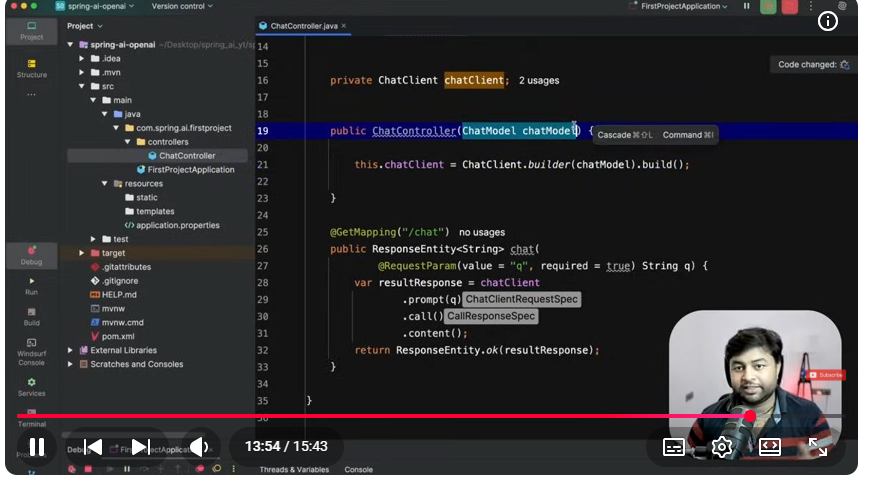 SO spring-ai-openai
Version control
FirstProjectApplication
Project
Project
ChatController.java
Structure
spring-ai-openai ~/Desktop/spring_ai_yt/s
.idea
.mvn
src
main
java
com.spring.ai.firstproject
controllers
ChatController
FirstProjectApplication
resources
static
templates
application.properties
test
target
.gitattributes
.gitignore
HELP.md
mvnw
mvnw.cmd
pom.xml
External Libraries
Scratches and Consoles
Debug
Run
Build
Windsurf
Console
Services
Terminal
14
15
Code changed:
16 private ChatClient chatClient; 2 usages
17
18
19 public ChatController(ChatModel chatModel) {
Cascade ⌘⇧L Command ⌘I
20
21 this.chatClient = ChatClient.builder(chatModel).build();
22
23 }
24
25 @GetMapping("/chat") no usages
26 public ResponseEntity<String> chat(
27 @RequestParam(value = "q", required = true) String q) {
28 var resultResponse = chatClient
29 .prompt(q) ChatClientRequestSpec
30 .call() CallResponseSpec
31 .content();
32 return ResponseEntity.ok(resultResponse);
33 }
34
35 }
Subscribe
13:54 / 15:43
Threads & Variables
Console